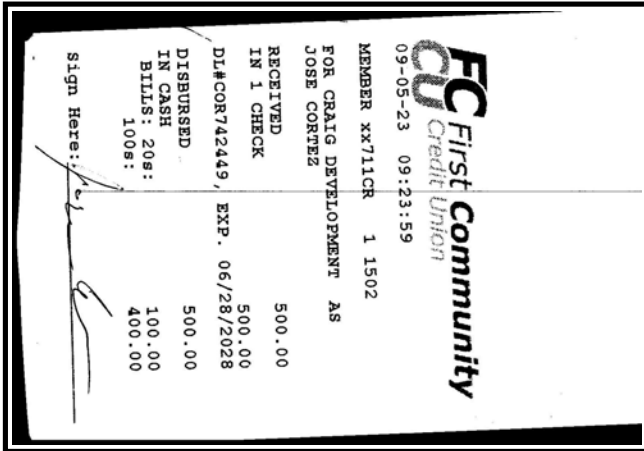 FC First Community
CU Credit Union
09-05-23 09:23:59
MEMBER xx711CR 1 1502
FOR CRAIG DEVELOPMENT AS
JOSE CORTEZ
RECEIVED 500.00
IN 1 CHECK 500.00
DL#COR742449, EXP. 06/28/2028
DISBURSED 500.00
IN CASH
BILLS: 20s: 100.00
100s: 400.00
Sign Here: